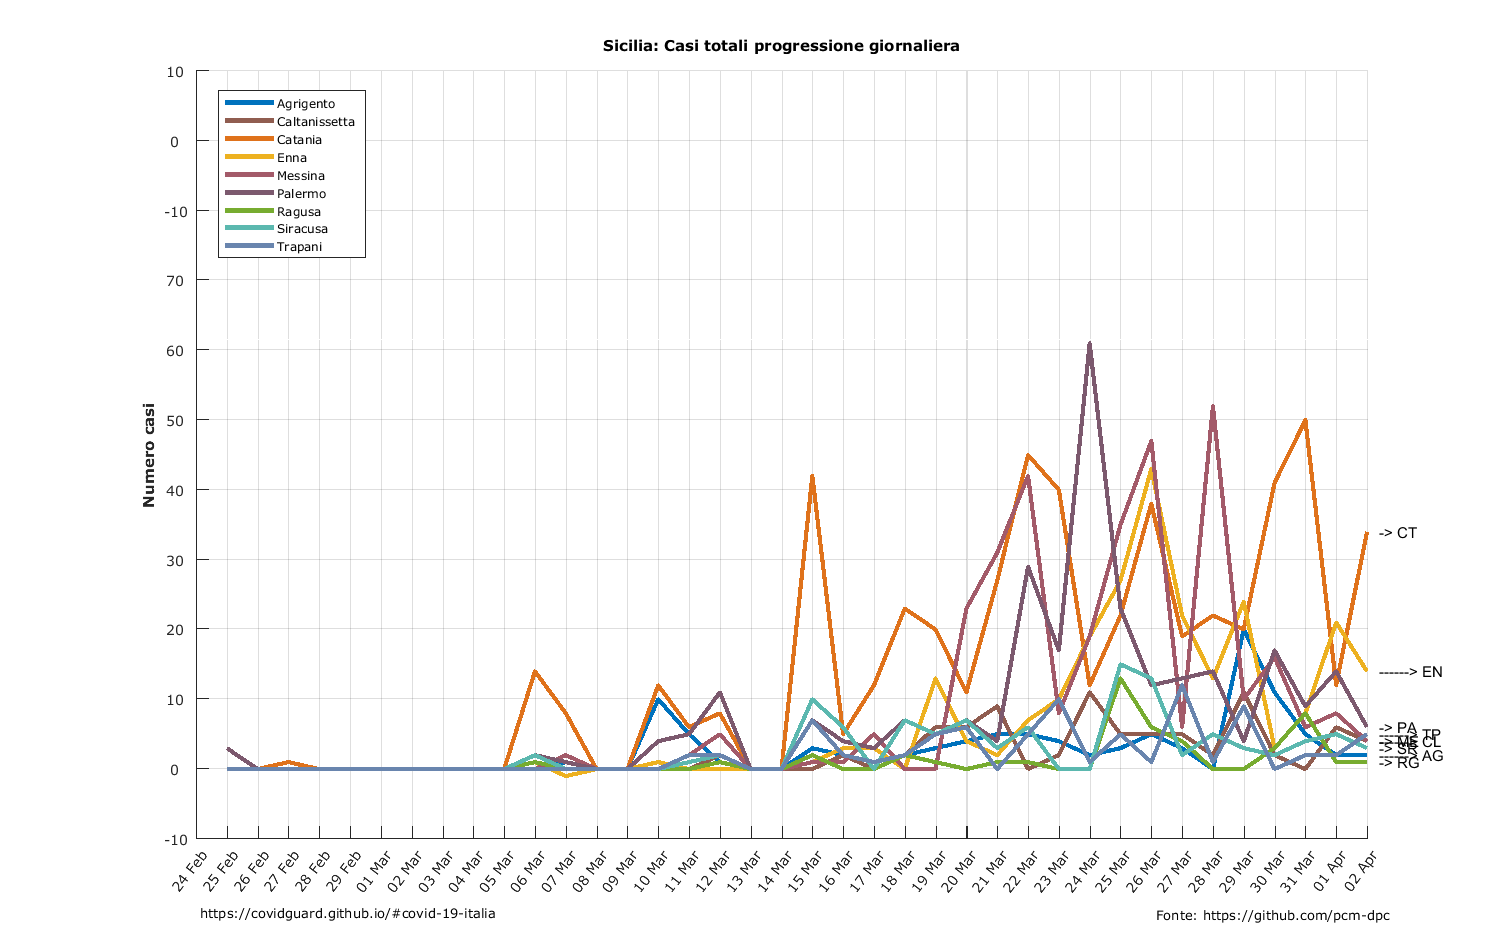 Sicilia: Casi totali progressione giornaliera
10
0
-10
70
60
50
40
30
20
10
0
-10
Numero casi
Agrigento
Caltanissetta
Catania
Enna
Messina
Palermo
Ragusa
Siracusa
Trapani
-> CT
------> EN
-> PA
TP
CL
------> AG
-> RG
24 Feb
25 Feb
26 Feb
27 Feb
28 Feb
29 Feb
01 Mar
02 Mar
03 Mar
04 Mar
05 Mar
06 Mar
07 Mar
08 Mar
09 Mar
10 Mar
11 Mar
12 Mar
13 Mar
14 Mar
15 Mar
16 Mar
17 Mar
18 Mar
19 Mar
20 Mar
21 Mar
22 Mar
23 Mar
24 Mar
25 Mar
26 Mar
27 Mar
28 Mar
29 Mar
30 Mar
31 Mar
01 Apr
02 Apr
https://covidguard.github.io/#covid-19-italia
Fonte: https://github.com/pcm-dpc